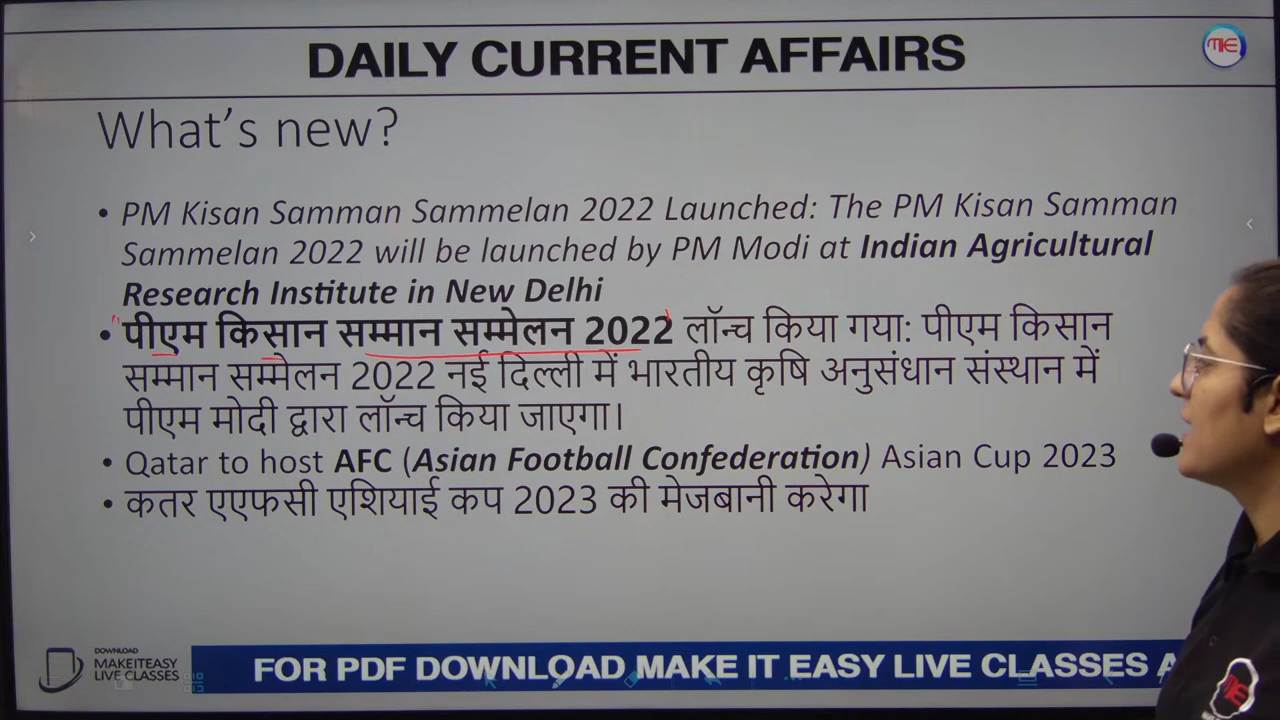 DAILY CURRENT AFFAIRS
What's new?
• PM Kisan Samman Sammelan 2022 Launched: The PM Kisan Samman
Sammelan 2022 will be launched by PM Modi at Indian Agricultural
Research Institute in New Delhi
• पीएम किसान सम्मान सम्मेलन 2022 लॉन्च किया गया: पीएम किसान
सम्मान सम्मेलन 2022 नई दिल्ली में भारतीय कृषि अनुसंधान संस्थान में
पीएम मोदी द्वारा लॉन्च किया जाएगा।
• Qatar to host AFC (Asian Football Confederation) Asian Cup 2023
• कतर एएफसी एशियाई कप 2023 की मेजबानी करेगा
DOWNLOAD
MAKEITEASY
LIVE CLASSES
FOR PDF DOWNLOAD MAKE IT EASY LIVE CLASSES A